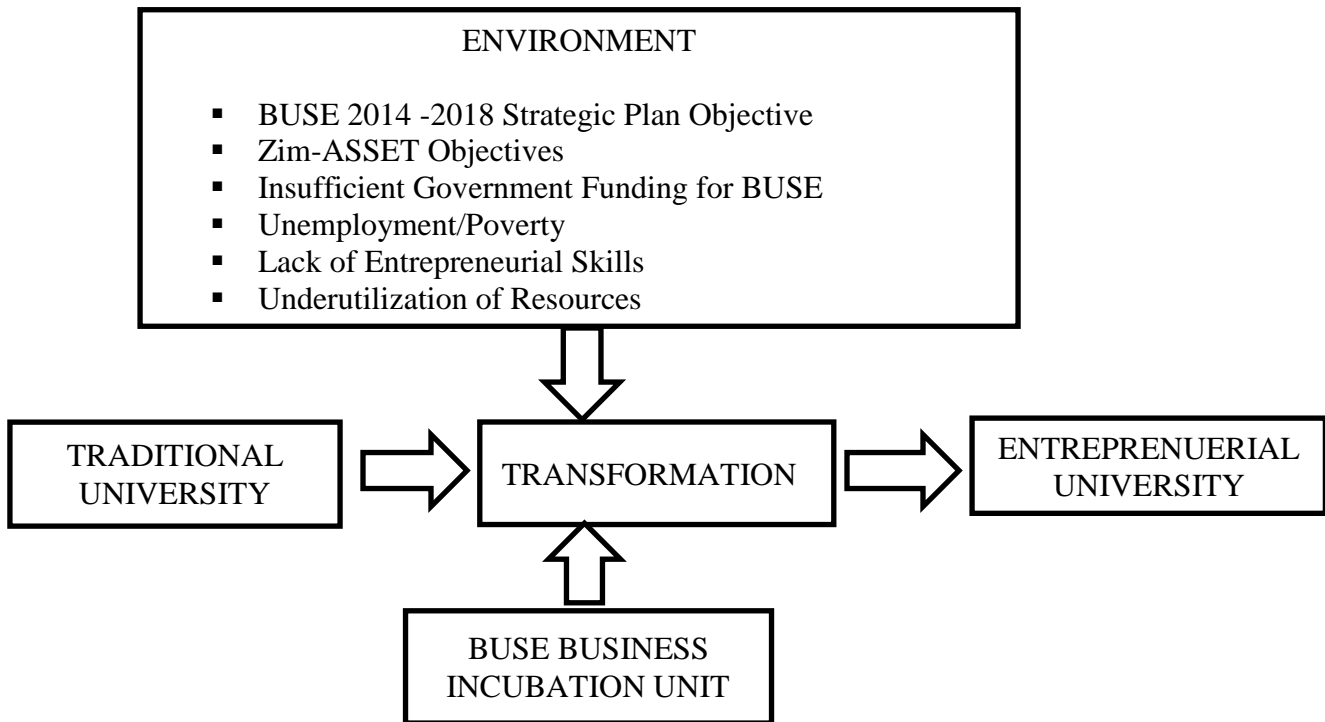 ENVIRONMENT
▪ BUSE 2014 -2018 Strategic Plan Objective
▪ Zim-ASSET Objectives
▪ Insufficient Government Funding for BUSE
▪ Unemployment/Poverty
▪ Lack of Entrepreneurial Skills
▪ Underutilization of Resources
TRADITIONAL
UNIVERSITY
TRANSFORMATION
ENTREPRENUERIAL
UNIVERSITY
BUSE BUSINESS
INCUBATION UNIT